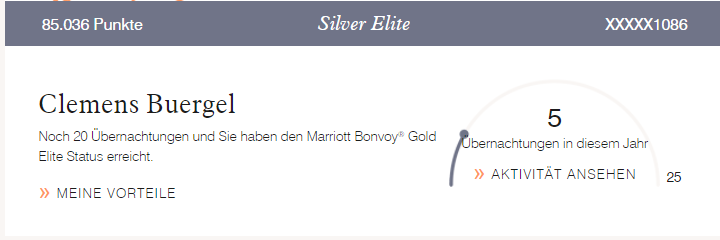 85.036 Punkte
Silver Elite
XXXXX1086
Clemens Buergel
Noch 20 Übernachtungen und Sie haben den Marriott Bonvoy® Gold
Elite Status erreicht.
» MEINE VORTEILE
5
Übernachtungen in diesem Jahr
» AKTIVITÄT ANSEHEN
25